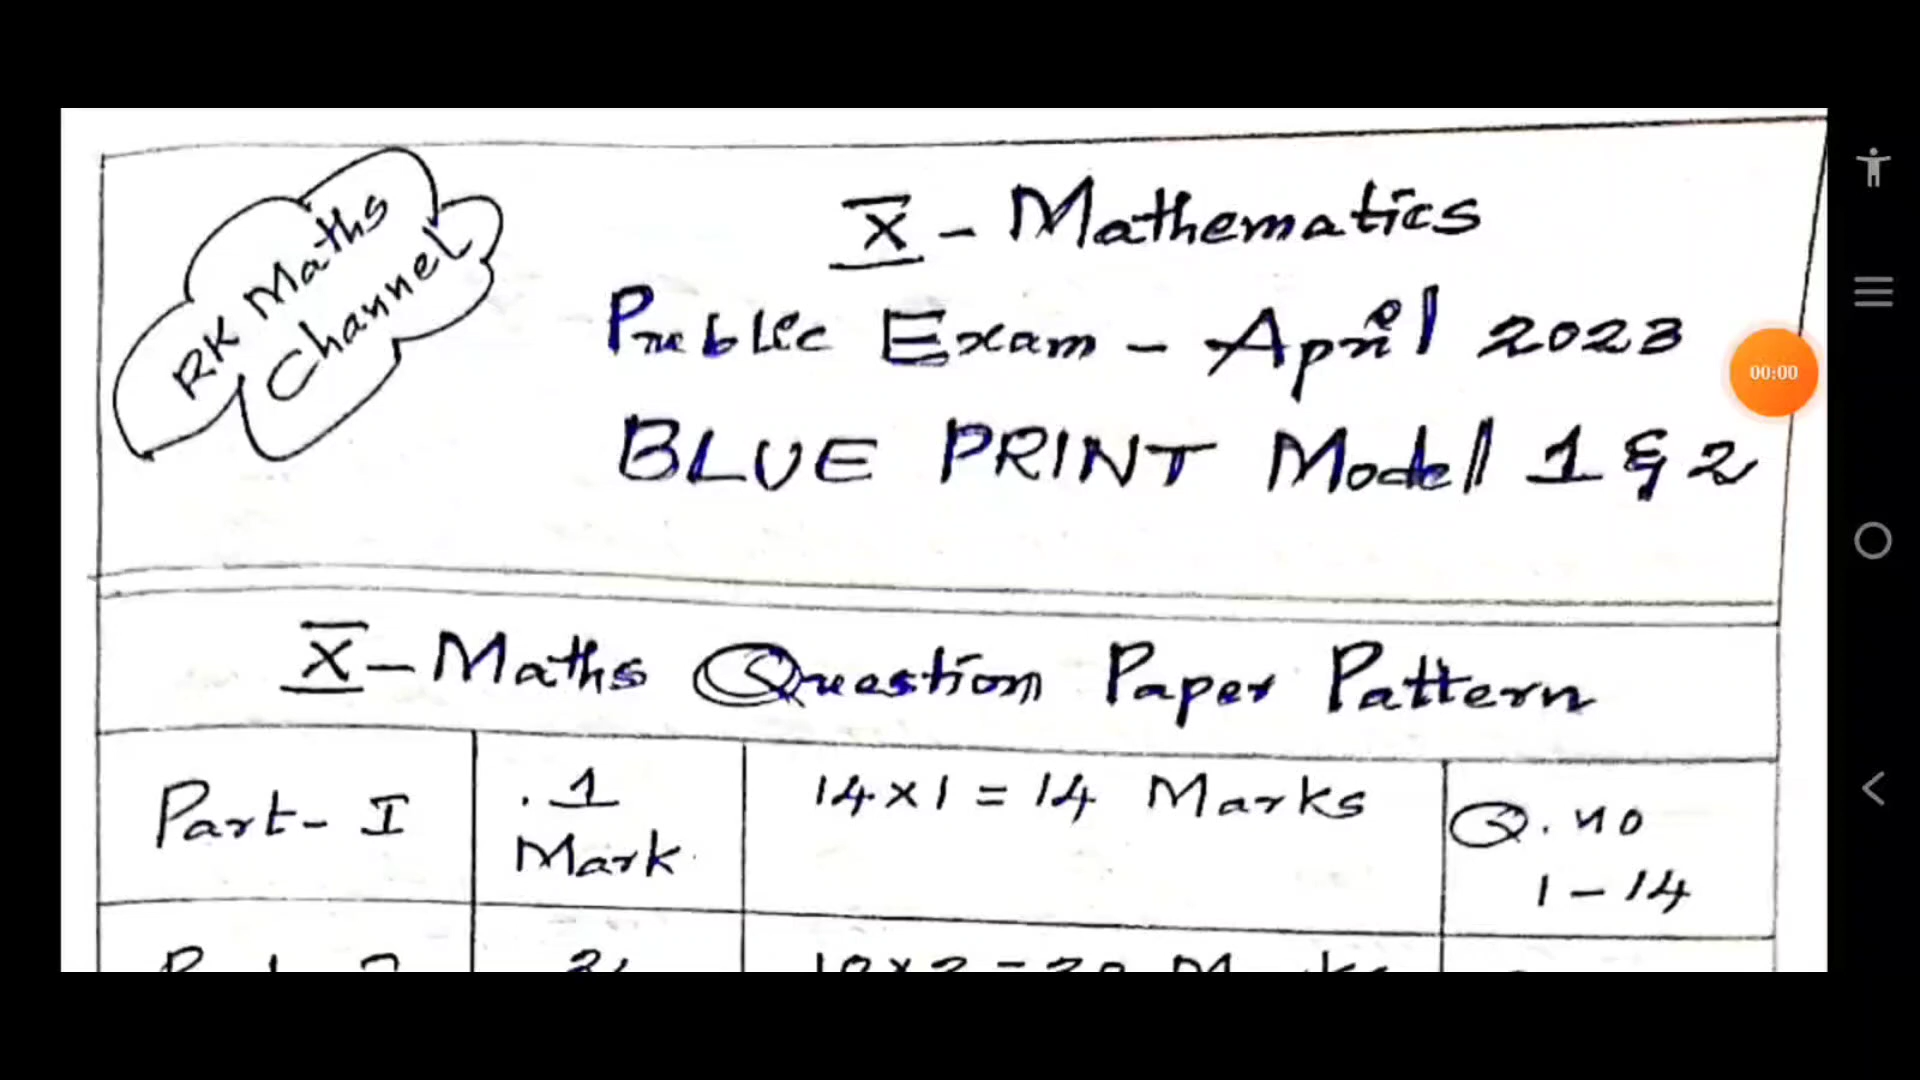 RK Maths
Channel
X - Mathematics
Public Exam - April 2023
BLUE PRINT Model 1 & 2
00:00
X - Maths Question Paper Pattern
Part - I
1
Mark
14 x 1 = 14 Marks
Q. no
1 - 14